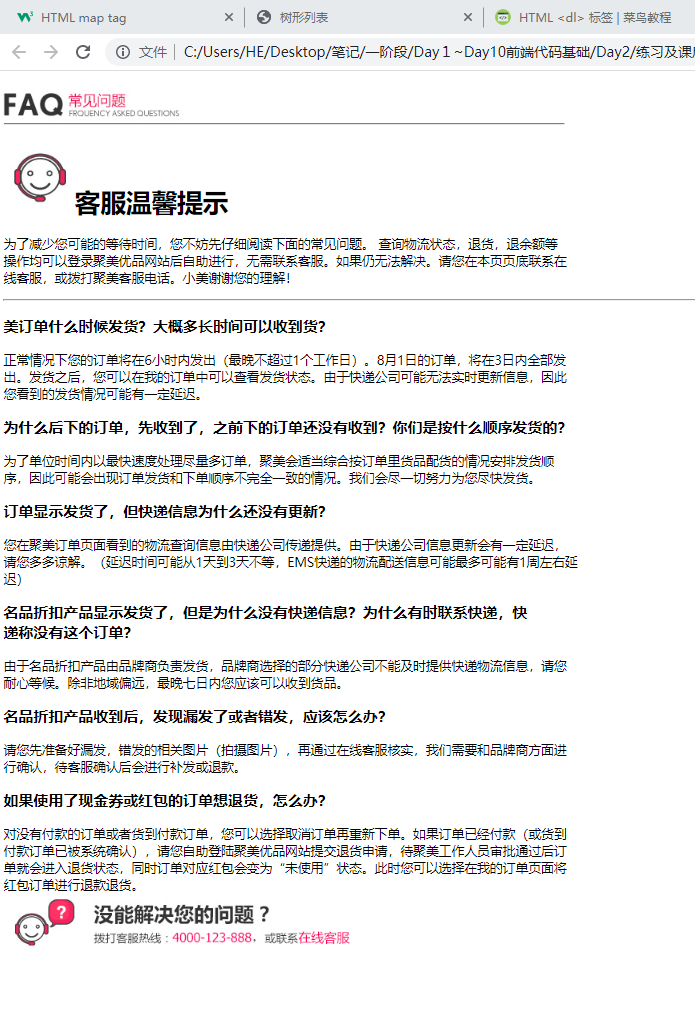 HTML map tag
树形列表
HTML <dl> 标签 | 菜鸟教程
文件 | C:/Users/HE/Desktop/笔记/一阶段/Day１~Day10前端代码基础/Day2/练习及课
FAQ 常见问题
FROUENCY ASKED QUESTIONS
客服温馨提示
为了减少您可能的等待时间，您不妨先仔细阅读下面的常见问题。 查询物流状态，退货，退余额等
操作均可以登录聚美优品网站后自助进行，无需联系客服。如果仍无法解决。请您在本页页底联系在
线客服，或拨打聚美客服电话。小美谢谢您的理解！
美订单什么时候发货？大概多长时间可以收到货？
正常情况下您的订单将在6小时内发出（最晚不超过1个工作日）。8月1日的订单，将在3日内全部发
出。发货之后，您可以在我的订单中可以查看发货状态。由于快递公司可能无法实时更新信息，因此
您看到的发货情况可能有一定延迟。
为什么后下的订单，先收到了，之前下的订单还没有收到？你们是按什么顺序发货的？
为了单位时间内以最快速度处理尽量多订单，聚美会适当综合按订单里货品配货的情况安排发货顺
序，因此可能会出现订单发货和下单顺序不完全一致的情况。我们会尽一切努力为您尽快发货。
订单显示发货了，但快递信息为什么还没有更新？
您在聚美订单页面看到的物流查询信息由快递公司传递提供。由于快递公司信息更新会有一定延迟，
请您多多谅解。（延迟时间可能从1天到3天不等，EMS快递的物流配送信息可能最多可能有1周左右延
迟）
名品折扣产品显示发货了，但是为什么没有快递信息？为什么有时联系快递，快
递称没有这个订单？
由于名品折扣产品由品牌商负责发货，品牌商选择的部分快递公司不能及时提供快递物流信息，请您
耐心等候。除非地域偏远，最晚七日内您应该可以收到货品。
名品折扣产品收到后，发现漏发了或者错发，应该怎么办？
请您先准备好漏发，错发的相关图片（拍摄图片），再通过在线客服核实，我们需要和品牌商方面进
行确认，待客服确认后会进行补发或退款。
如果使用了现金券或红包的订单想退货，怎么办？
对没有付款的订单或者货到付款订单，您可以选择取消订单再重新下单。如果订单已经付款（或货到
付款订单已被系统确认），请您自助登陆聚美优品网站提交退货申请，待聚美工作人员审批通过后订
单就会进入退货状态，同时订单对应红包会变为“未使用”状态。此时您可以选择在我的订单页面将
红包订单进行退款退货。
没能解决您的问题？
拨打客服热线：4000-123-888，或联系在线客服